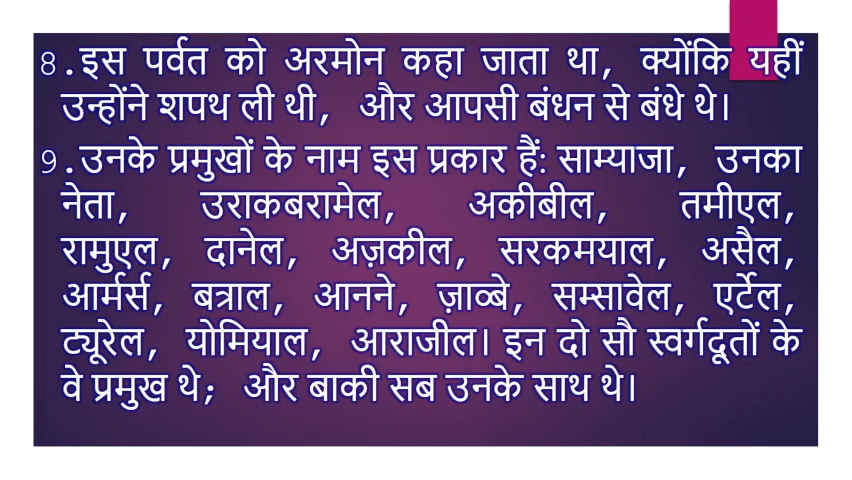 8.इस पर्वत को अरमोन कहा जाता था, क्योंकि यहीं
उन्होंने शपथ ली थी, और आपसी बंधन से बंधे थे।
9.उनके प्रमुखों के नाम इस प्रकार हैं: साम्याजा, उनका
नेता, उराकबरामेल, अकीबील, तमीएल,
रामुएल, दानेल, अज़कील, सरकमयाल, असैल,
आर्मर्स, बत्राल, आनने, ज़ाव्बे, सम्सावेल, एर्टेल,
ट्यूरेल, योमियाल, आराजील। इन दो सौ स्वर्गदूतों के
वे प्रमुख थे; और बाकी सब उनके साथ थे।